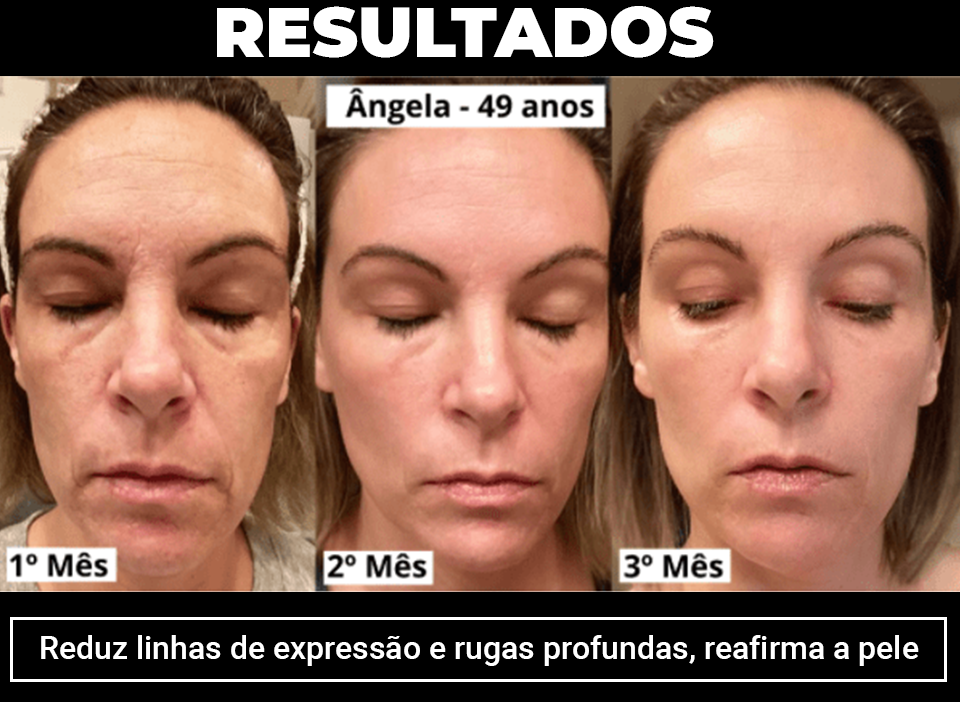 RESULTADOS
Ângela - 49 anos
1º Mês
2º Mês
3º Mês
Reduz linhas de expressão e rugas profundas, reafirma a pele